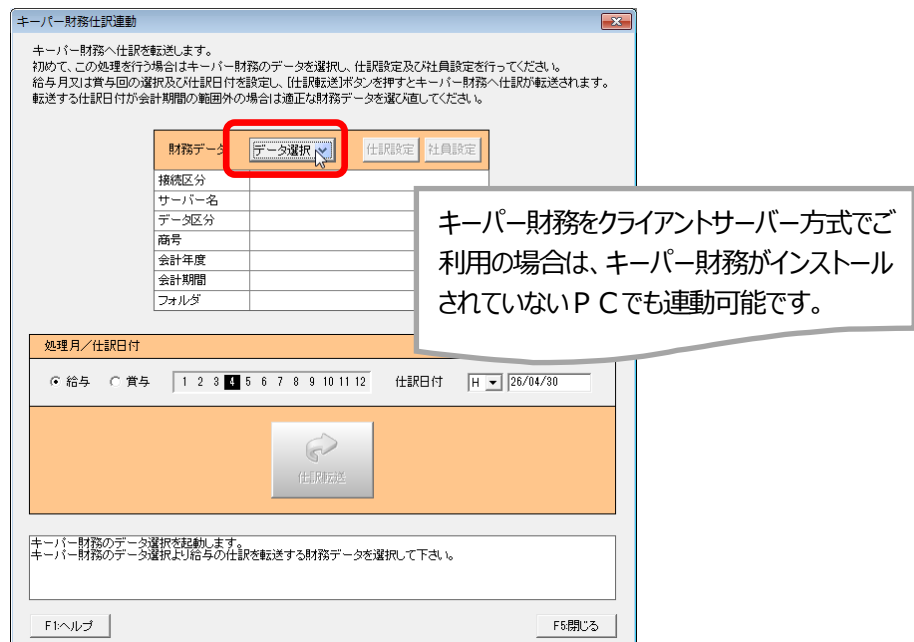 キーパー財務仕訳連動
キーパー財務へ仕訳を転送します。
初めて、この処理を行う場合はキーパー財務のデータを選択し、仕訳設定及び社員設定を行ってください。
給与月又は賞与回の選択及び仕訳日付を設定し、[仕訳転送]ボタンを押すとキーパー財務へ仕訳が転送されます。
転送する仕訳日付が会計期間の範囲外の場合は適正な財務データを選び直してください。
財務データ データ選択 仕訳設定 社員設定
接続区分
サーバー名
データ区分
商号
会計年度
会計期間
フォルダ
キーパー財務をクライアントサーバー方式でご
利用の場合は、キーパー財務がインストール
されていないPCでも連動可能です。
処理月/仕訳日付
給与 賞与 1 2 3 4 5 6 7 8 9 10 11 12 仕訳日付 H 26/04/30
仕訳転送
キーパー財務のデータ選択を起動します。
キーパー財務のデータ選択より給与の仕訳を転送する財務データを選択して下さい。
F1:ヘルプ F5:閉じる